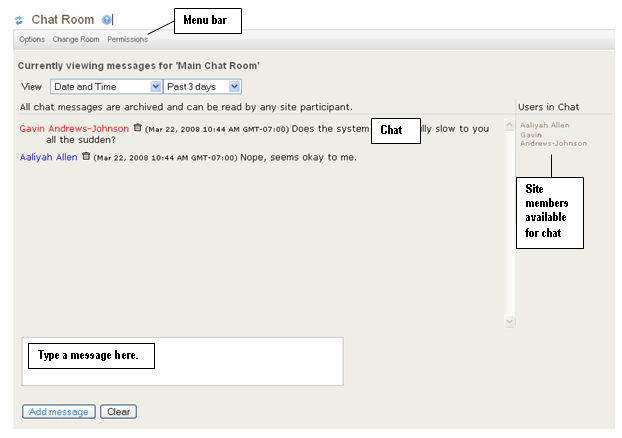 Chat Room
Menu bar
Options Change Room Permissions
Currently viewing messages for 'Main Chat Room'
View Date and Time Past 3 days
All chat messages are archived and can be read by any site participant.
Users in Chat
Gavin Andrews-Johnson (Mar 22, 2008 10:44 AM GMT-07:00) Does the system lly slow to you
all the sudden?
Chat
Aaliyah Allen (Mar 22, 2008 10:44 AM GMT-07:00) Nope, seems okay to me.
Aaliyah Allen
Gavin
Andrews-Johnson
Site
members
available
for chat
Type a message here.
Add message Clear